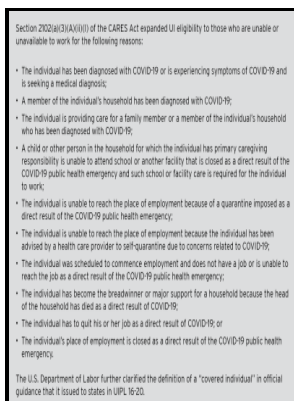 Section 2102(a)(3)(A)(ii)(I) of the CARES Act expanded UI eligibility to those who are unable or
unavailable to work for the following reasons:
• The individual has been diagnosed with COVID-19 or is experiencing symptoms of COVID-19 and
is seeking a medical diagnosis;
• A member of the individual's household has been diagnosed with COVID-19;
• The individual is providing care for a family member or a member of the individual's household
who has been diagnosed with COVID-19;
• A child or other person in the household for which the individual has primary caregiving
responsibility is unable to attend school or another facility that is closed as a direct result of the
COVID-19 public health emergency and such school or facility care is required for the individual
to work;
• The individual is unable to reach the place of employment because of a quarantine imposed as a
direct result of the COVID-19 public health emergency;
• The individual is unable to reach the place of employment because the individual has been
advised by a health care provider to self-quarantine due to concerns related to COVID-19;
• The individual was scheduled to commence employment and does not have a job or is unable to
reach the job as a direct result of the COVID-19 public health emergency;
• The individual has become the breadwinner or major support for a household because the head
of the household has died as a direct result of COVID-19;
• The individual has to quit his or her job as a direct result of COVID-19; or
• The individual's place of employment is closed as a direct result of the COVID-19 public health
emergency.
The U.S. Department of Labor further clarified the definition of a "covered individual" in official
guidance that it issued to states in UIPL 16-20.